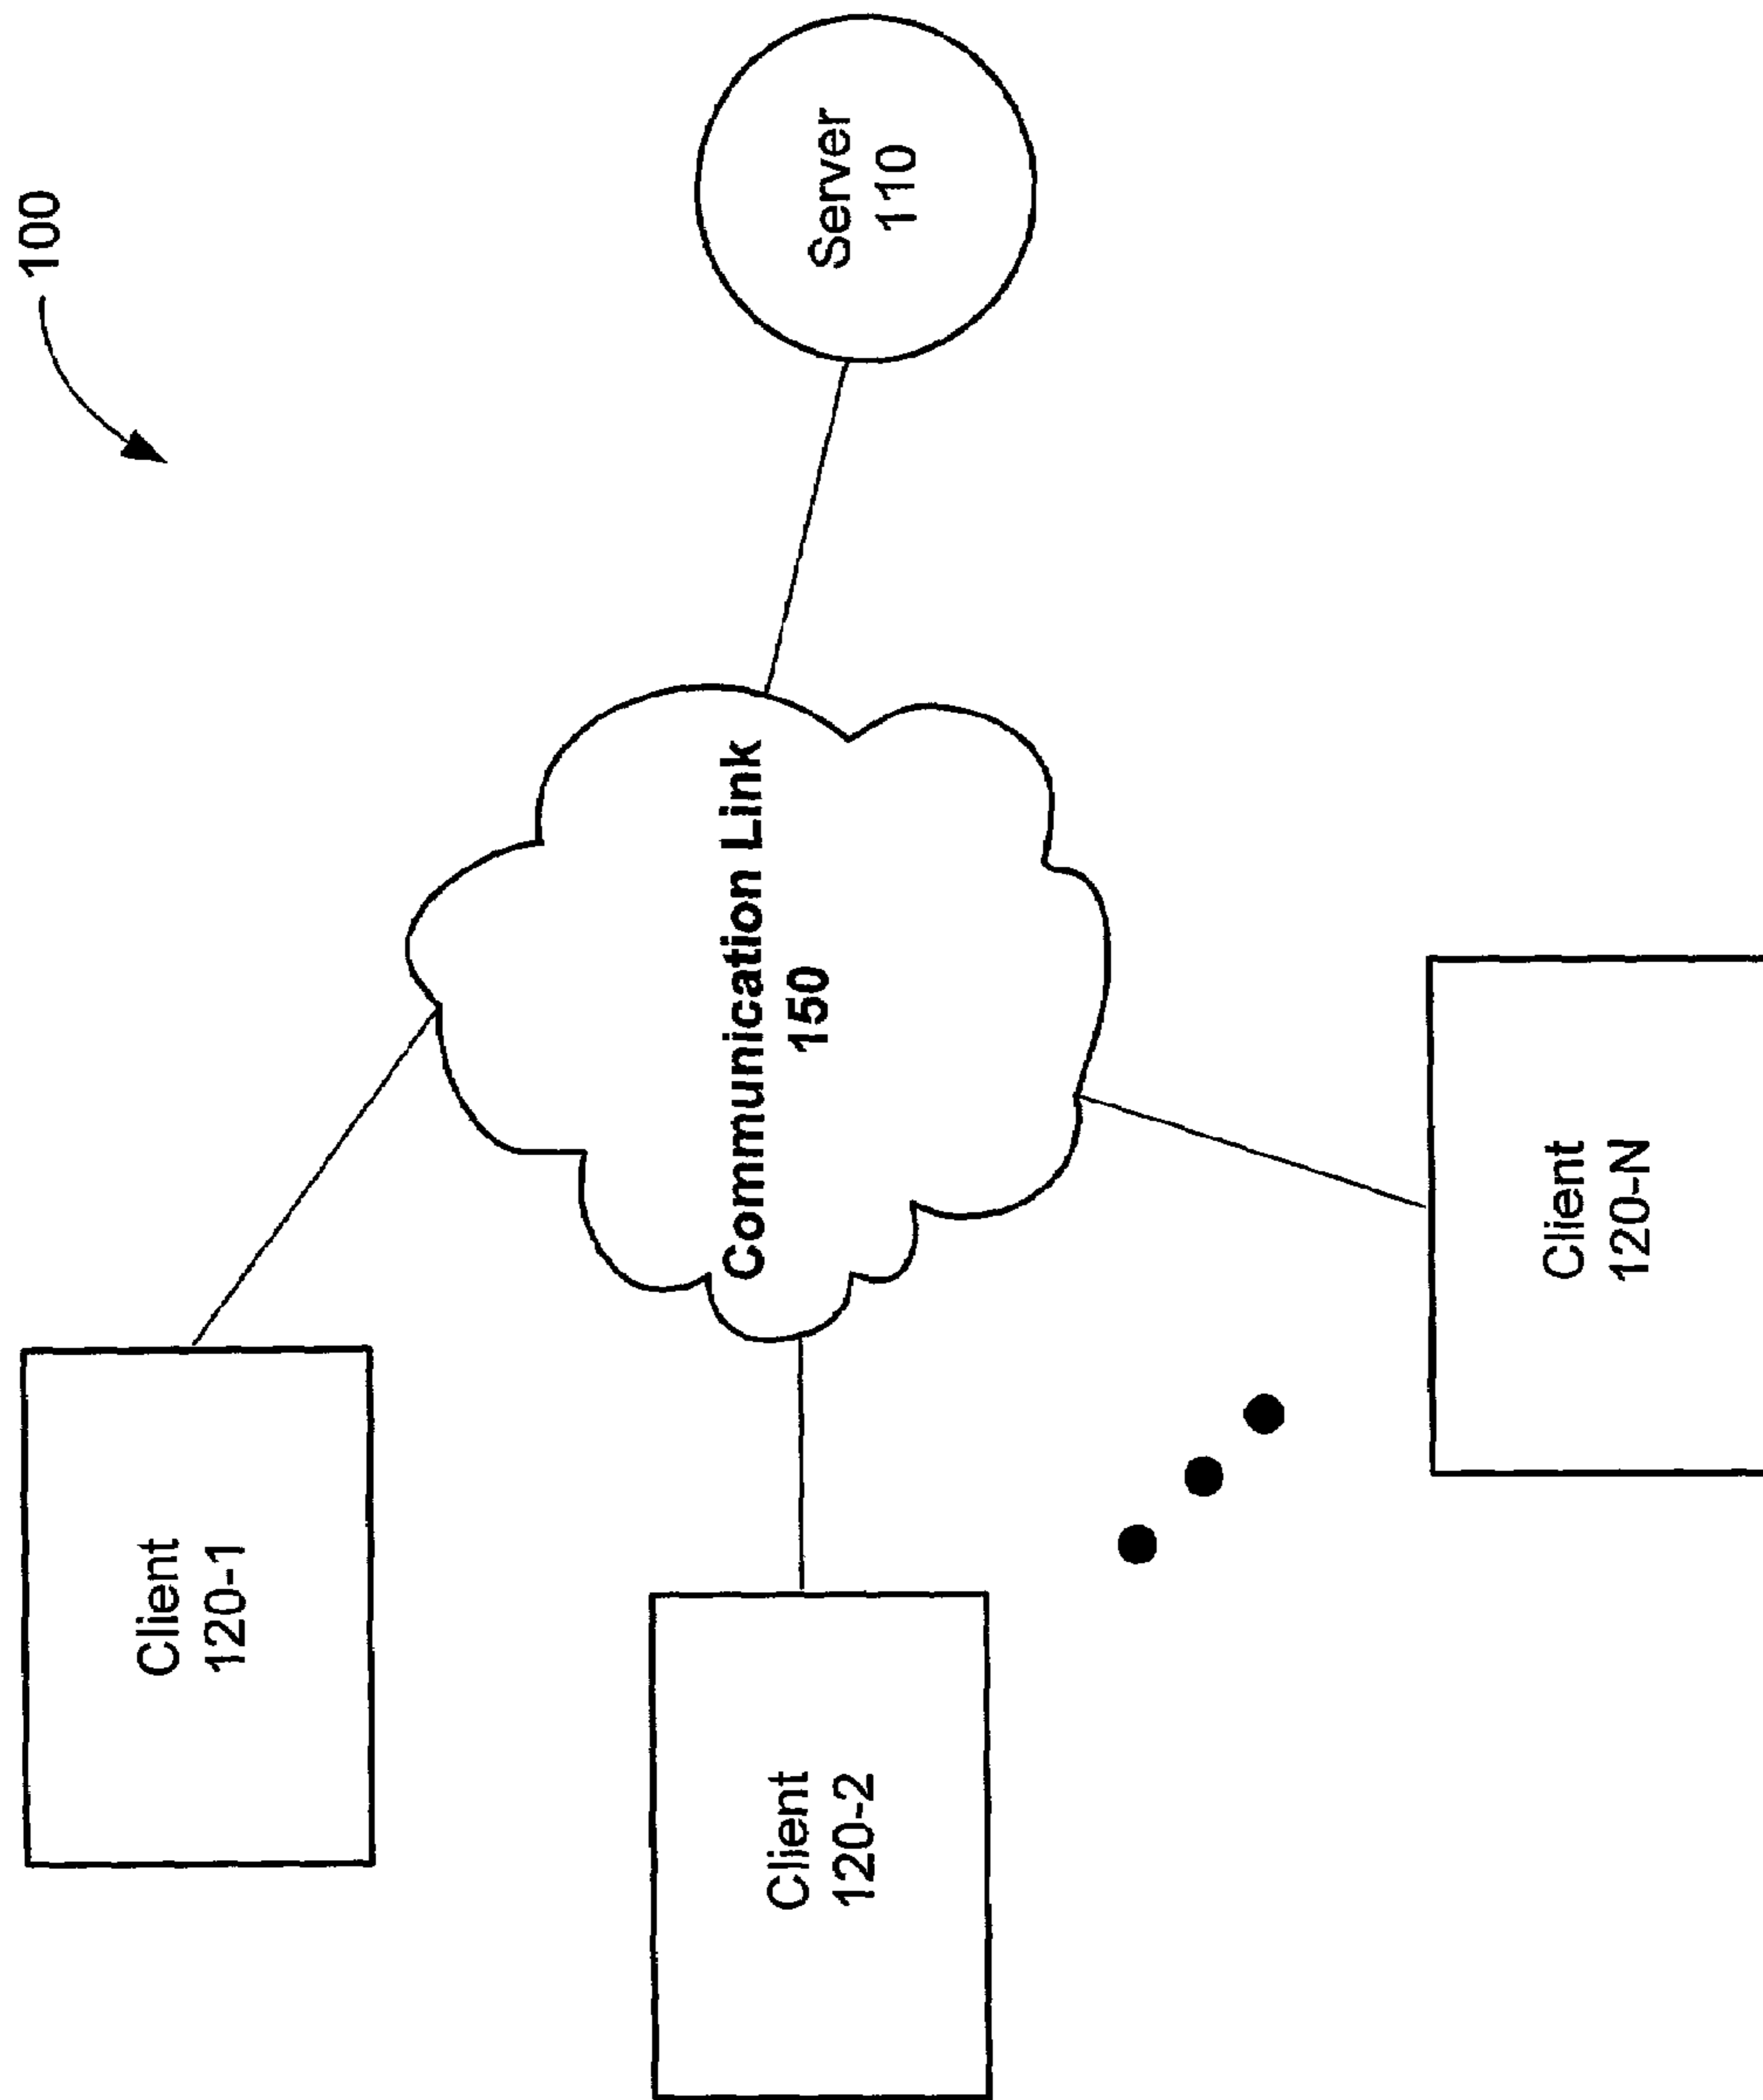 100
Client
120-1
Client
120-2
Communication Link
150
Server
110
Client
120-N